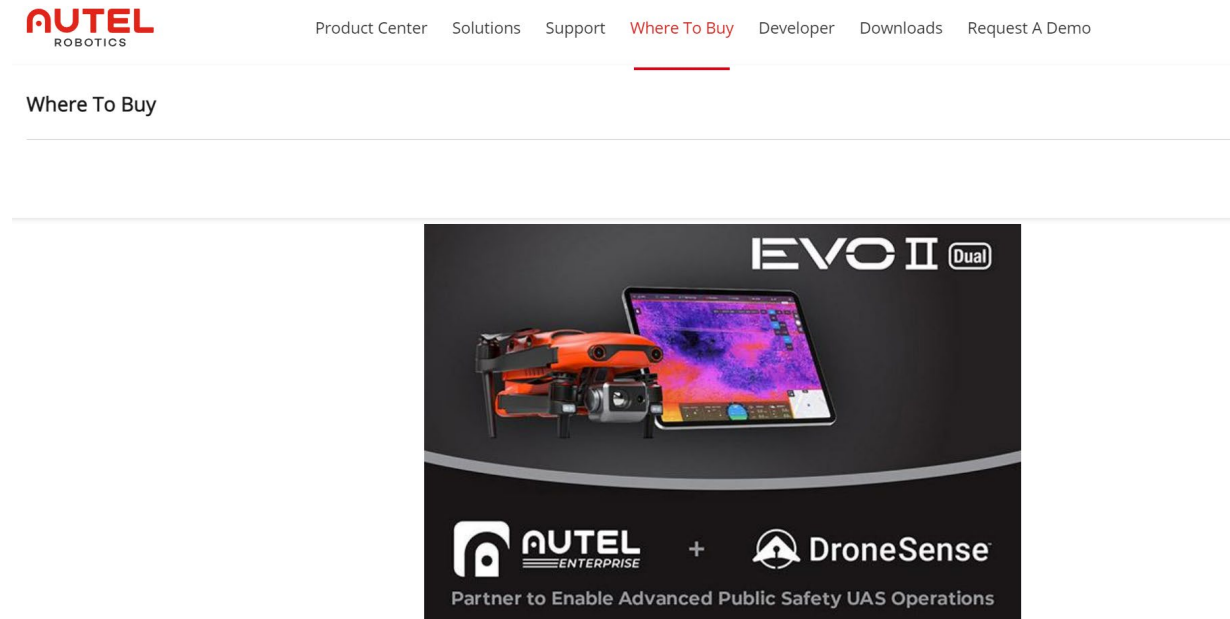 AUTEL
ROBOTICS
Product Center Solutions Support Where To Buy Developer Downloads Request A Demo
Where To Buy
EVO II Dual
AUTEL
ENTERPRISE
+
DroneSense
Partner to Enable Advanced Public Safety UAS Operations